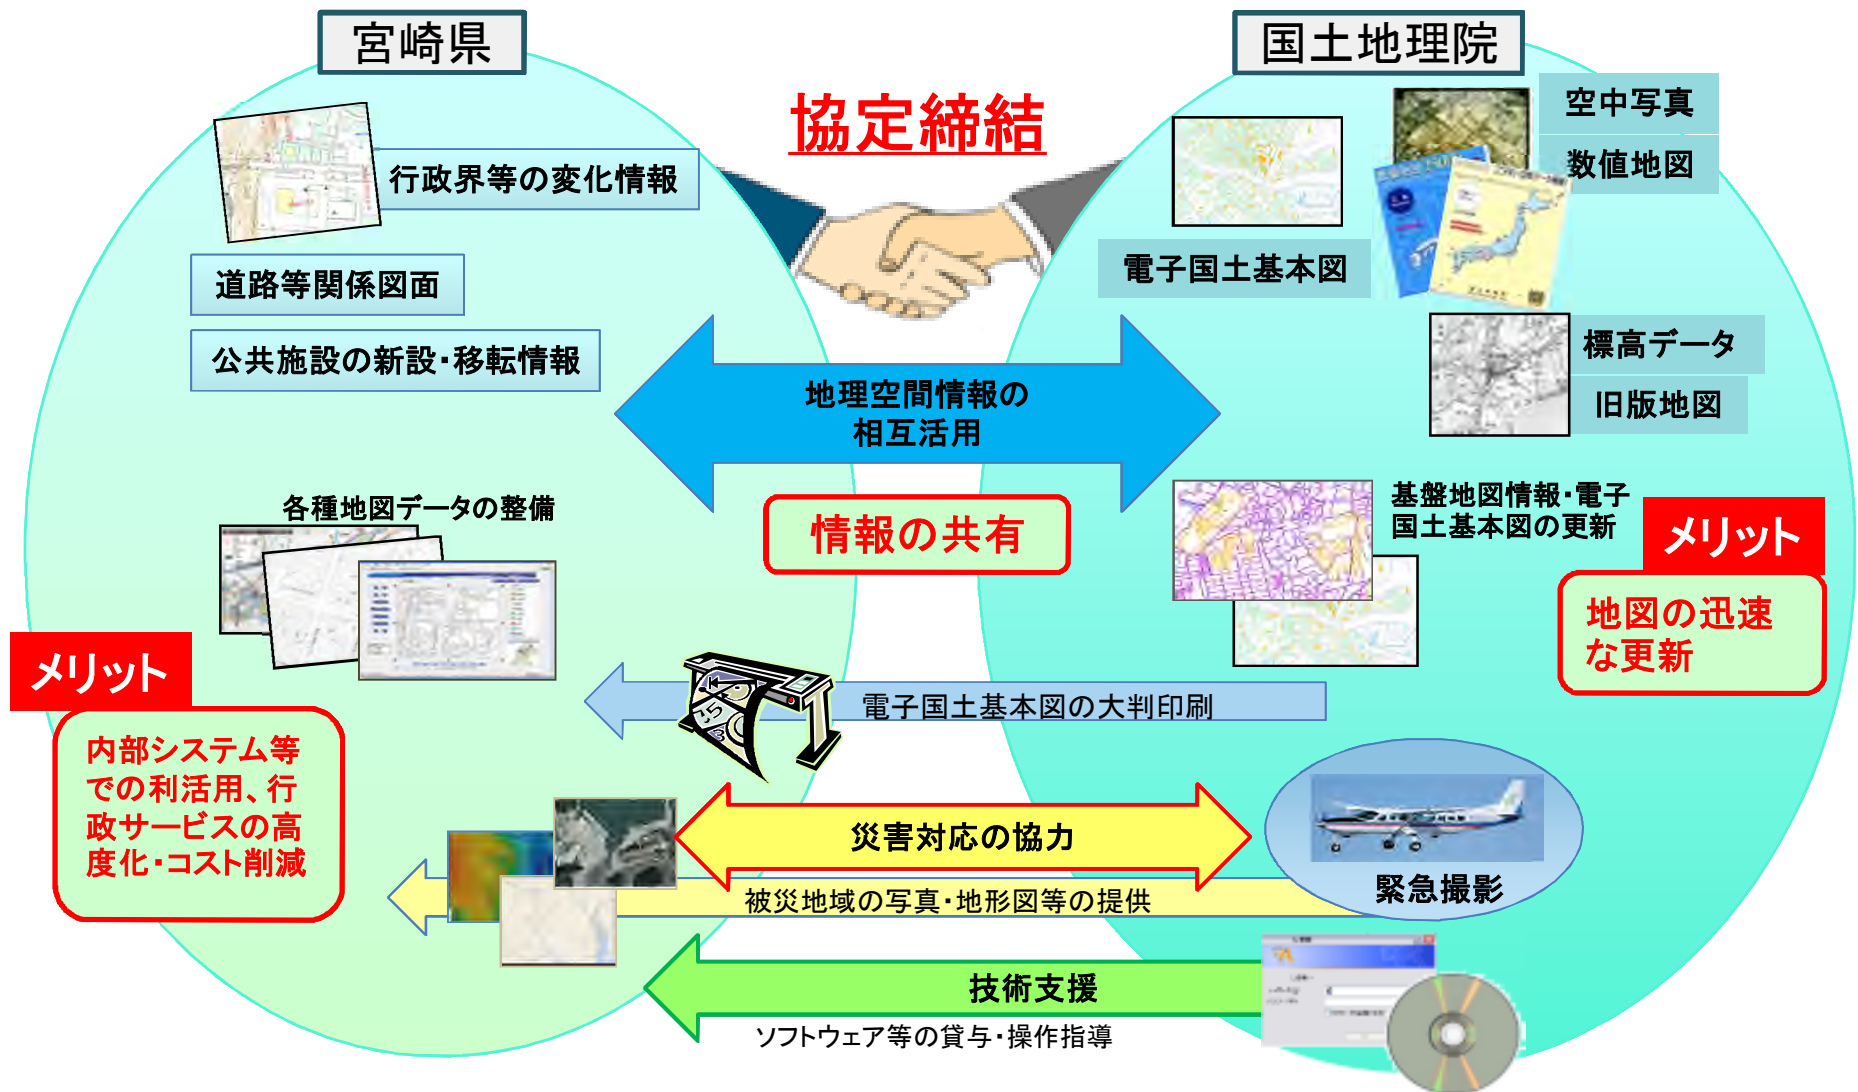 宮崎県
国土地理院
協定締結
行政界等の変化情報
道路等関係図面
公共施設の新設・移転情報
空中写真
数値地図
電子国土基本図
標高データ
旧版地図
地理空間情報の
相互活用
情報の共有
各種地図データの整備
基盤地図情報・電子
国土基本図の更新
メリット
地図の迅速
な更新
メリット
内部システム等
での利活用、行
政サービスの高
度化・コスト削減
電子国土基本図の大判印刷
災害対応の協力
緊急撮影
被災地域の写真・地形図等の提供
技術支援
ソフトウェア等の貸与・操作指導